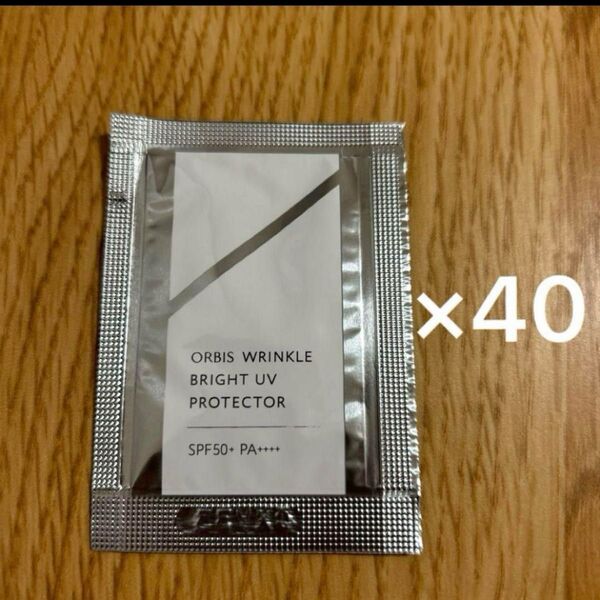 ORBIS WRINKLE
BRIGHT UV
PROTECTOR
SPF50+ PA++++
×40